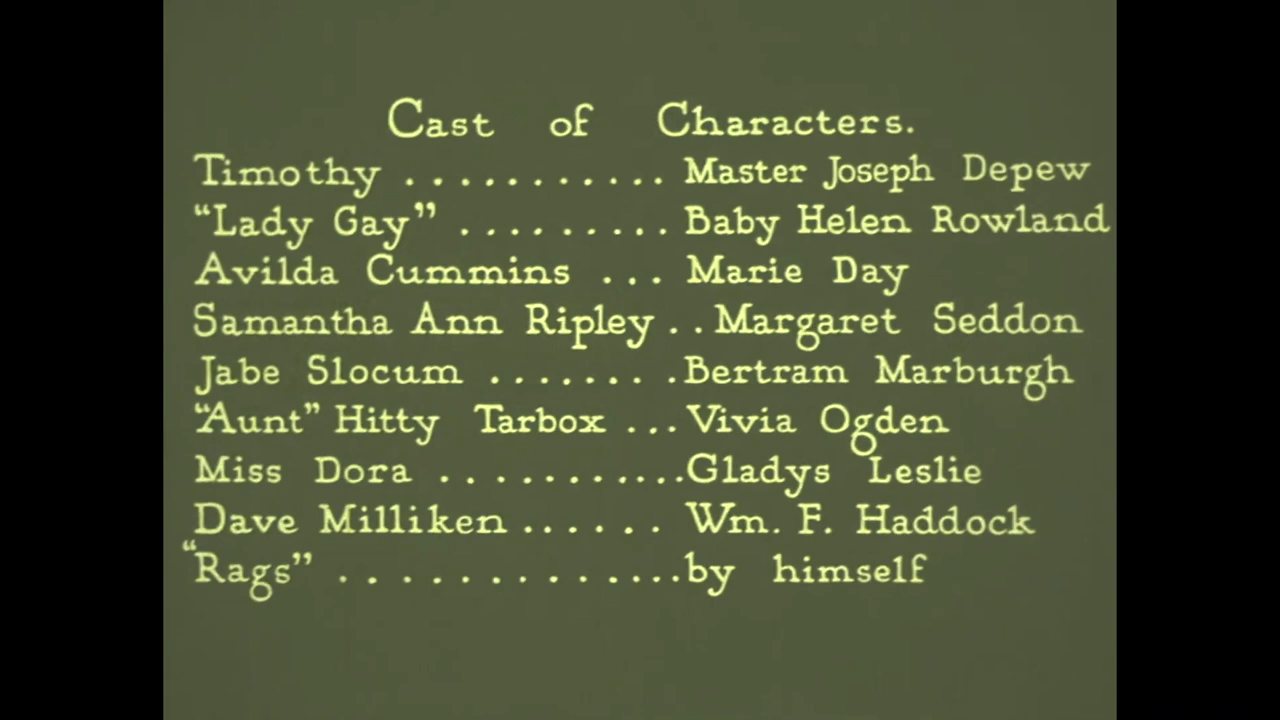 Cast of Characters.
Timothy ........... Master Joseph Depew
“Lady Gay” ......... Baby Helen Rowland
Avilda Cummins ... Marie Day
Samantha Ann Ripley .. Margaret Seddon
Jabe Slocum ........ Bertram Marburgh
“Aunt” Hitty Tarbox ... Vivia Ogden
Miss Dora ........... Gladys Leslie
Dave Milliken ...... Wm. F. Haddock
“Rags” ............. by himself